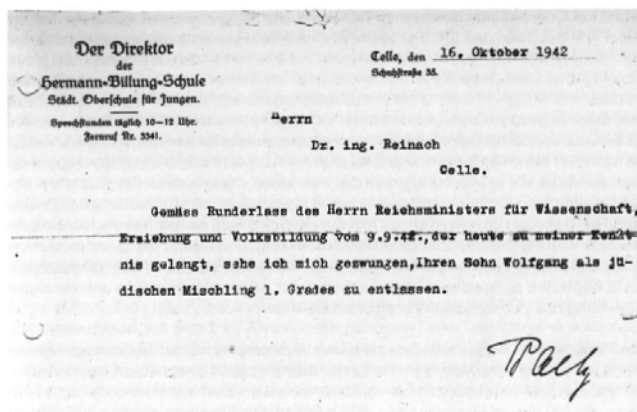 Der Direktor
der
Hermann-Billung-Schule
Städt. Oberschule für Jungen.
Sprechstunden täglich 10–12 Uhr.
Fernruf Nr. 3341.
Celle, den 16. Oktober 1942
Schulstraße 35.
Herrn
Dr. ing. Reinach
Celle.
Gemäss Runderlass des Herrn Reichsministers für Wissenschaft,
Erziehung und Volksbildung vom 9.7.42., der heute zu meiner Kennt-
nis gelangt, sehe ich mich gezwungen, Ihren Sohn Wolfgang als jü-
dischen Mischling 1. Grades zu entlassen.